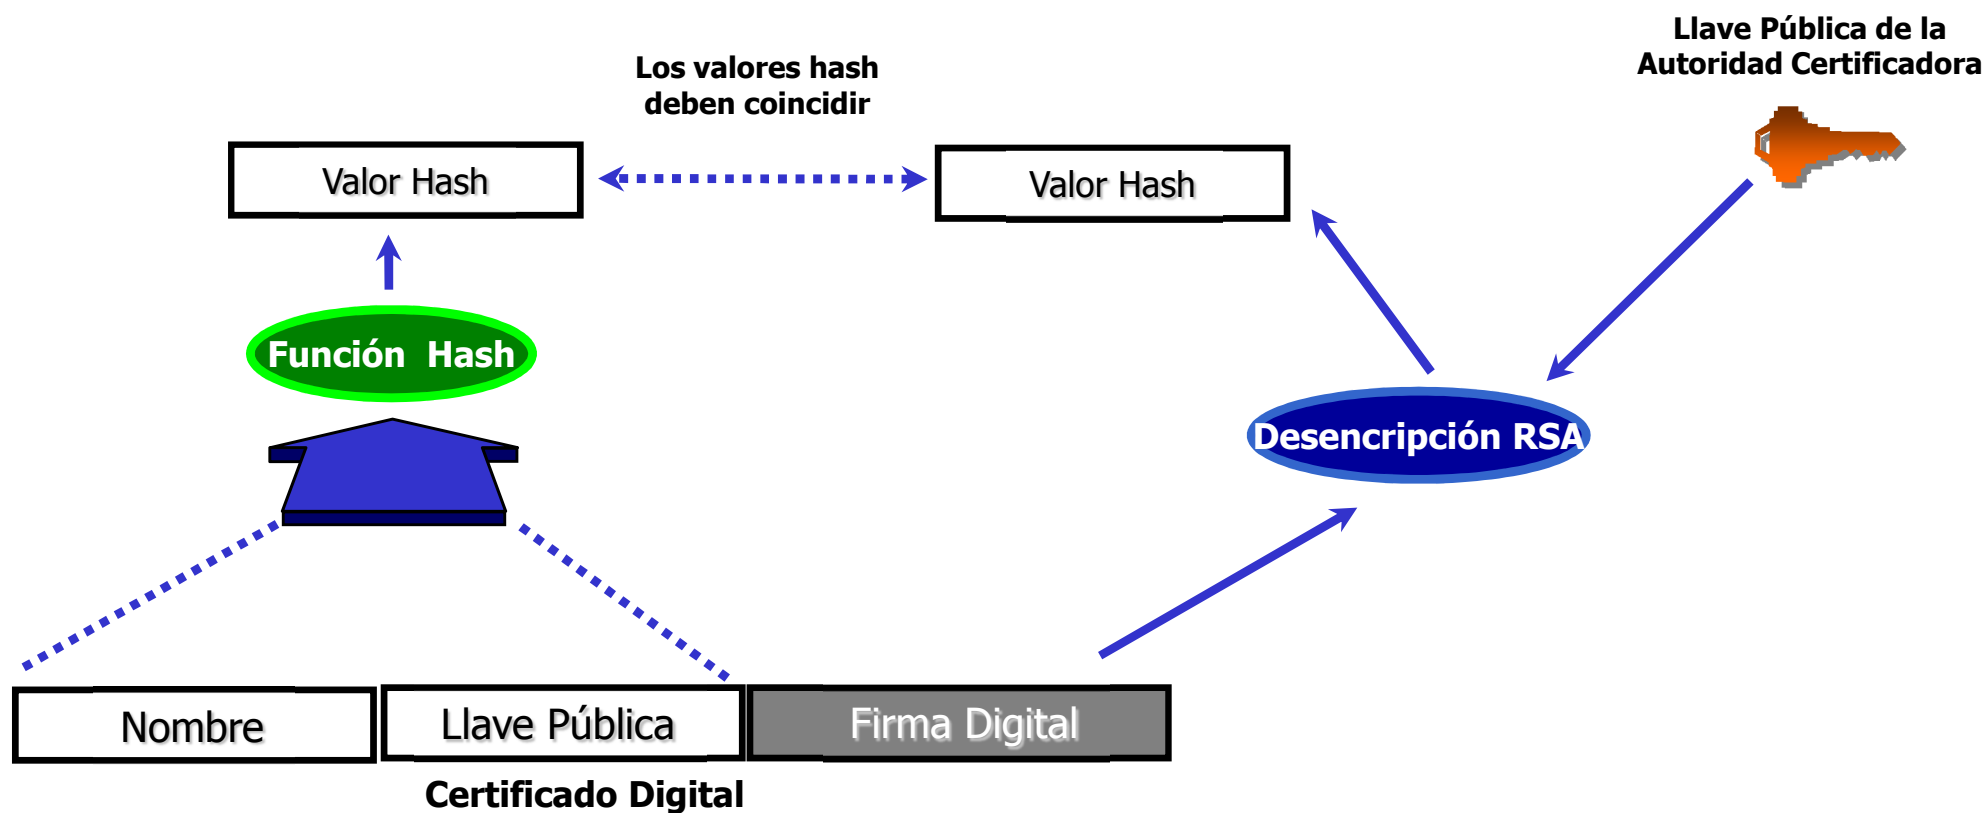 Llave Pública de la
Autoridad Certificadora
Los valores hash
deben coincidir
Valor Hash
Valor Hash
Función Hash
Desencripción RSA
Nombre
Llave Pública
Firma Digital
Certificado Digital